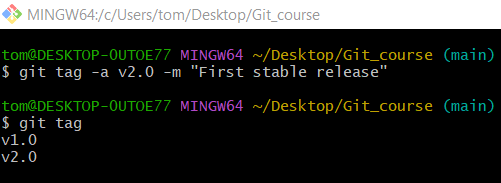 MINGW64:/c/Users/tom/Desktop/Git_course
tom@DESKTOP-OUTOE77 MINGW64 ~/Desktop/Git_course (main)
$ git tag -a v2.0 -m "First stable release"
tom@DESKTOP-OUTOE77 MINGW64 ~/Desktop/Git_course (main)
$ git tag
v1.0
v2.0